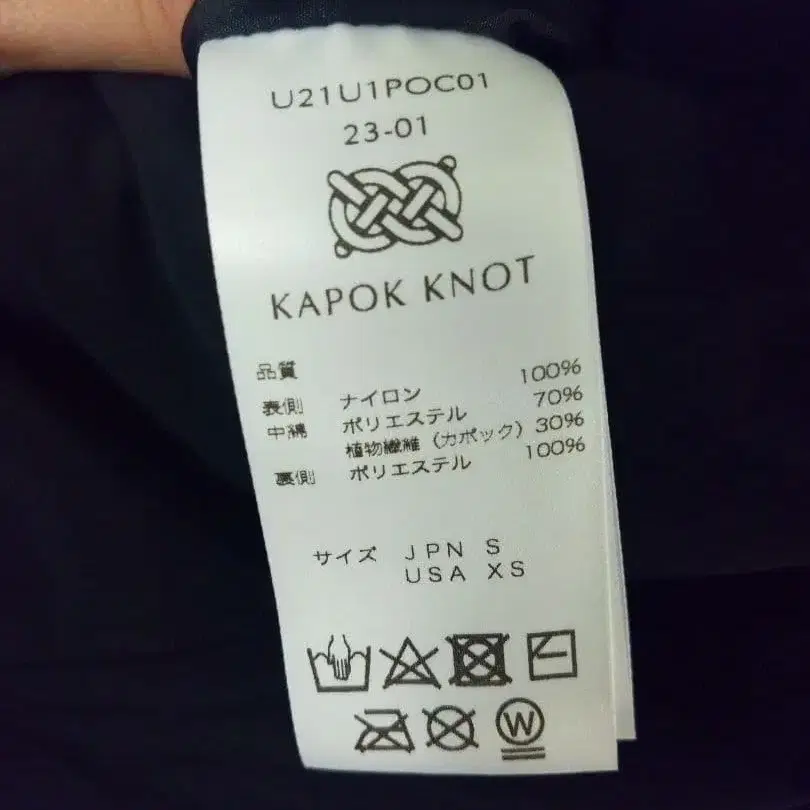 U21U1POC01
23-01
KAPOK KNOT
品質
表側 ナイロン 100%
中綿 ポリエステル 70%
植物繊維（カポック） 30%
裏側 ポリエステル 100%
サイズ JPN S
USA XS
W